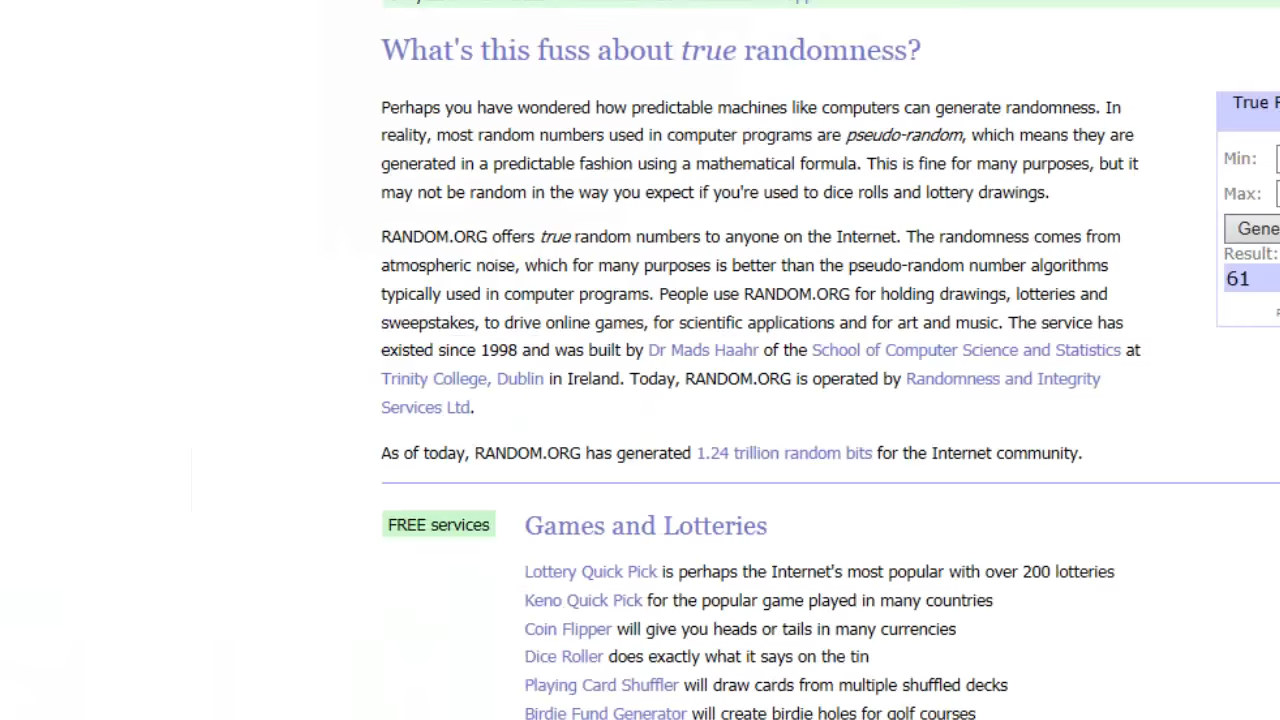 What's this fuss about true randomness?
Perhaps you have wondered how predictable machines like computers can generate randomness. In
reality, most random numbers used in computer programs are pseudo-random, which means they are
generated in a predictable fashion using a mathematical formula. This is fine for many purposes, but it
may not be random in the way you expect if you're used to dice rolls and lottery drawings.
RANDOM.ORG offers true random numbers to anyone on the Internet. The randomness comes from
atmospheric noise, which for many purposes is better than the pseudo-random number algorithms
typically used in computer programs. People use RANDOM.ORG for holding drawings, lotteries and
sweepstakes, to drive online games, for scientific applications and for art and music. The service has
existed since 1998 and was built by Dr Mads Haahr of the School of Computer Science and Statistics at
Trinity College, Dublin in Ireland. Today, RANDOM.ORG is operated by Randomness and Integrity
Services Ltd.
As of today, RANDOM.ORG has generated 1.24 trillion random bits for the Internet community.
True
Min:
Max:
Gene
Result:
61
FREE services
Games and Lotteries
Lottery Quick Pick is perhaps the Internet's most popular with over 200 lotteries
Keno Quick Pick for the popular game played in many countries
Coin Flipper will give you heads or tails in many currencies
Dice Roller does exactly what it says on the tin
Playing Card Shuffler will draw cards from multiple shuffled decks
Birdie Fund Generator will create birdie holes for golf courses